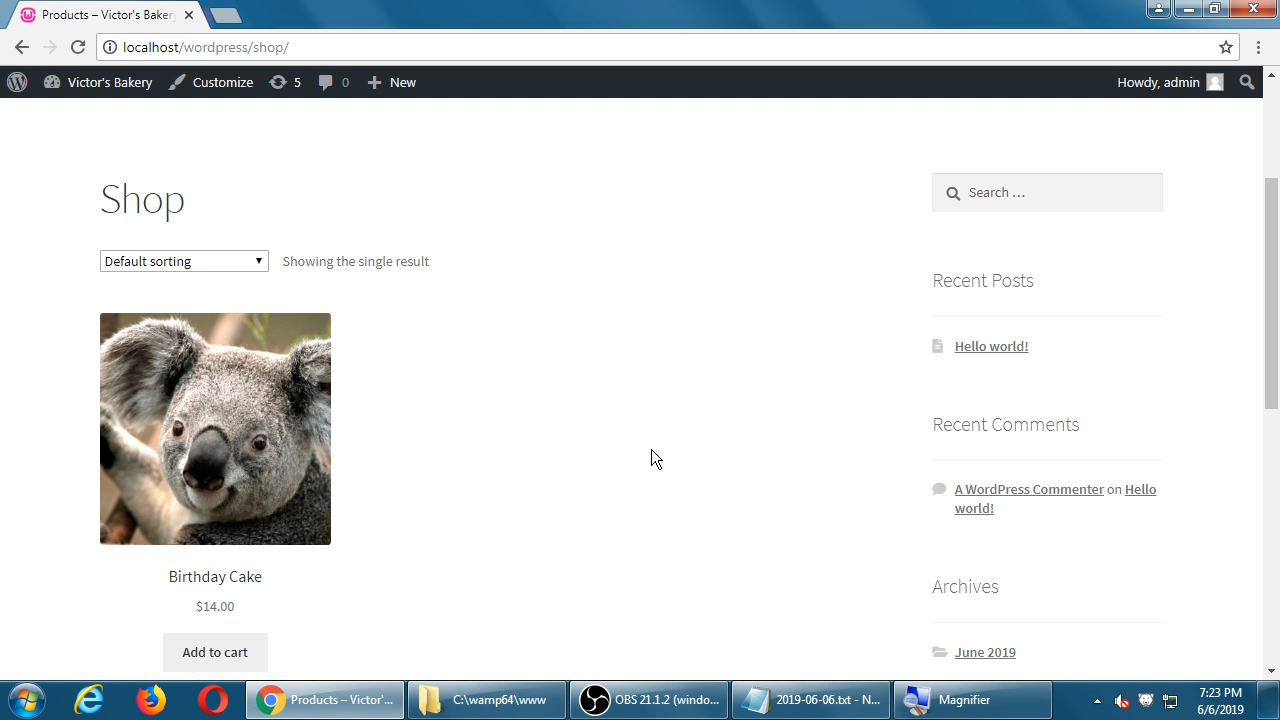 Products – Victor's Bakery
localhost/wordpress/shop/
Victor's Bakery
Customize
5
0
New
Howdy, admin
Shop
Default sorting
Showing the single result
Birthday Cake
$14.00
Add to cart
Search …
Recent Posts
Hello world!
Recent Comments
A WordPress Commenter on Hello
world!
Archives
June 2019
Products – Victor'...
C:\wamp64\www
OBS 21.1.2 (windo...
2019-06-06.txt - N...
Magnifier
7:23 PM
6/6/2019